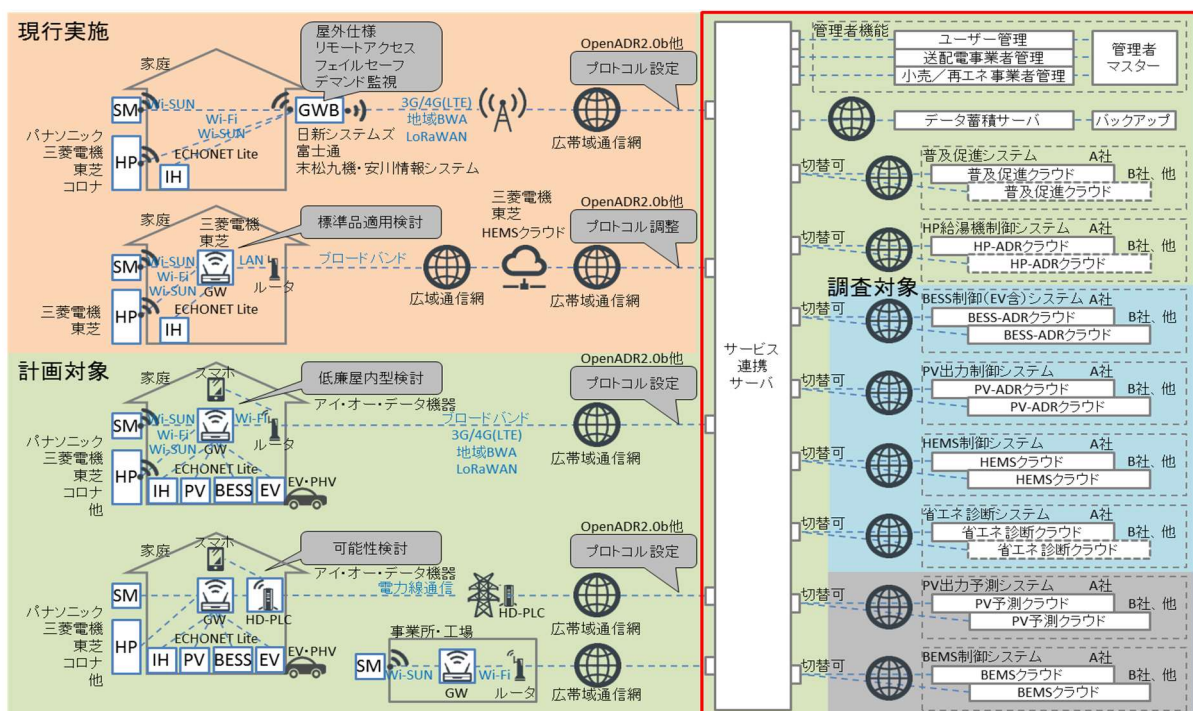 現行実施
屋外仕様
リモートアクセス
フェイルセーフ
デマンド監視
OpenADR2.0b他
プロトコル設定
家庭
SM
Wi-SUN
Wi-Fi
Wi-SUN
GWB
3G/4G(LTE)
地域BWA
LoRaWAN
広帯域通信網
パナソニック
三菱電機
東芝
コロナ
HP
ECHONET Lite
IH
日新システムズ
富士通
末松九機・安川情報システム
家庭
三菱電機
東芝
標準品適用検討
三菱電機
東芝
HEMSクラウド
OpenADR2.0b他
プロトコル調整
SM
Wi-SUN
Wi-Fi
Wi-SUN
LAN
GW
ルータ
ブロードバンド
広域通信網
広帯域通信網
三菱電機
東芝
HP
ECHONET Lite
IH
計画対象
家庭
スマホ
低廉屋内型検討
アイ・オー・データ機器
OpenADR2.0b他
プロトコル設定
SM
Wi-SUN
Wi-Fi
Wi-SUN
Wi-Fi
GW
ルータ
ブロードバンド
3G/4G(LTE)
地域BWA
LoRaWAN
広帯域通信網
パナソニック
三菱電機
東芝
コロナ
他
HP
ECHONET Lite
IH
PV
BESS
EV
EV・PHV
家庭
スマホ
可能性検討
アイ・オー・データ機器
OpenADR2.0b他
プロトコル設定
SM
GW
HD-PLC
電力線通信
HD-PLC
広帯域通信網
パナソニック
三菱電機
東芝
コロナ
他
HP
ECHONET Lite
IH
PV
BESS
EV
EV・PHV
事業所・工場
SM
Wi-SUN
GW
Wi-Fi
ルータ
広帯域通信網
サービス
連携
サーバ
管理者機能
ユーザー管理
送配電事業者管理
小売/再エネ事業者管理
管理者
マスター
データ蓄積サーバ
バックアップ
切替可
普及促進システム
A社
普及促進クラウド
B社、他
普及促進クラウド
切替可
HP給湯機制御システム
A社
HP-ADRクラウド
B社、他
HP-ADRクラウド
調査対象
切替可
BESS制御(EV含)システム
A社
BESS-ADRクラウド
B社、他
BESS-ADRクラウド
切替可
PV出力制御システム
A社
PV-ADRクラウド
B社、他
PV-ADRクラウド
切替可
HEMS制御システム
A社
HEMSクラウド
B社、他
HEMSクラウド
切替可
省エネ診断システム
A社
省エネ診断クラウド
B社、他
省エネ診断クラウド
切替可
PV出力予測システム
A社
PV予測クラウド
B社、他
PV予測クラウド
切替可
BEMS制御システム
A社
BEMSクラウド
B社、他
BEMSクラウド